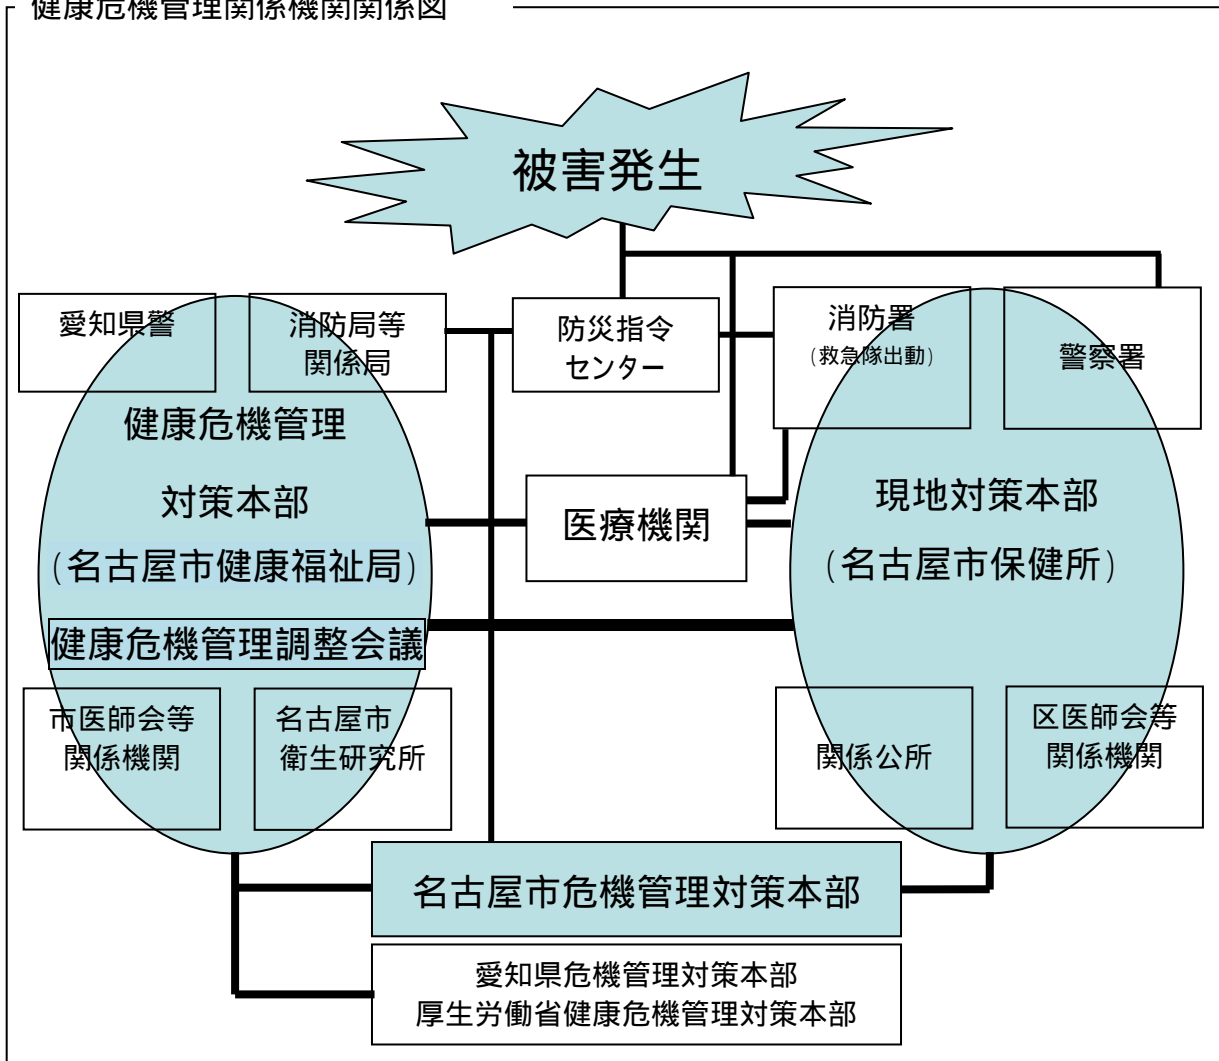 健康危機管理関係機関関係図
被害発生
愛知県警
消防局等
関係局
防災指令
センター
消防署
(救急隊出動)
警察署
健康危機管理
対策本部
(名古屋市健康福祉局)
健康危機管理調整会議
医療機関
現地対策本部
(名古屋市保健所)
市医師会等
関係機関
名古屋市
衛生研究所
関係公所
区医師会等
関係機関
名古屋市危機管理対策本部
愛知県危機管理対策本部
厚生労働省健康危機管理対策本部